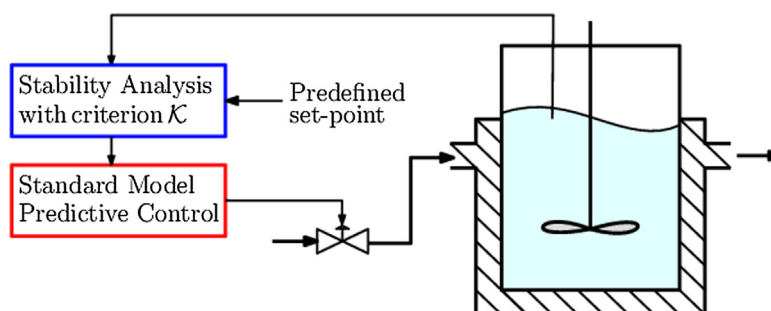 Stability Analysis
with criterion 𝒦
Predefined
set-point
Standard Model
Predictive Control